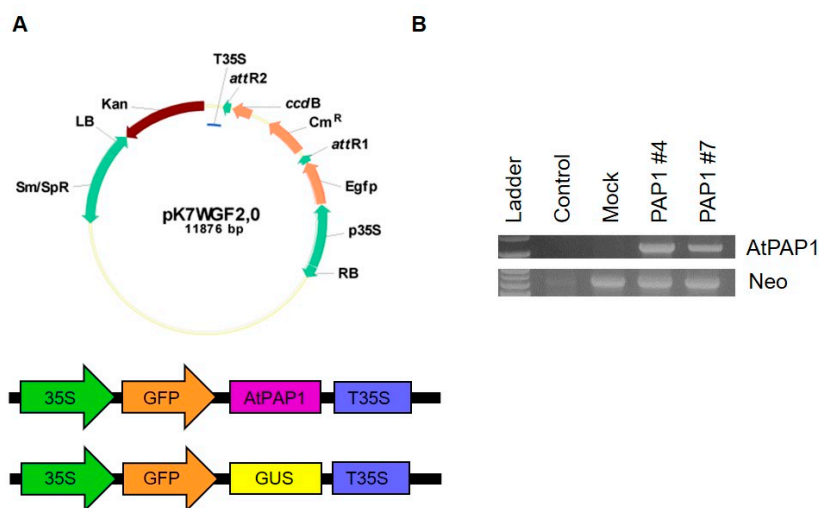 A
B
T35S
attR2
ccdB
Cm R
attR1
Egfp
p35S
RB
Kan
LB
Sm/SpR
pK7WGF2,0
11876 bp
35S GFP AtPAP1 T35S
35S GFP GUS T35S
Ladder
Control
Mock
PAP1 #4
PAP1 #7
AtPAP1
Neo